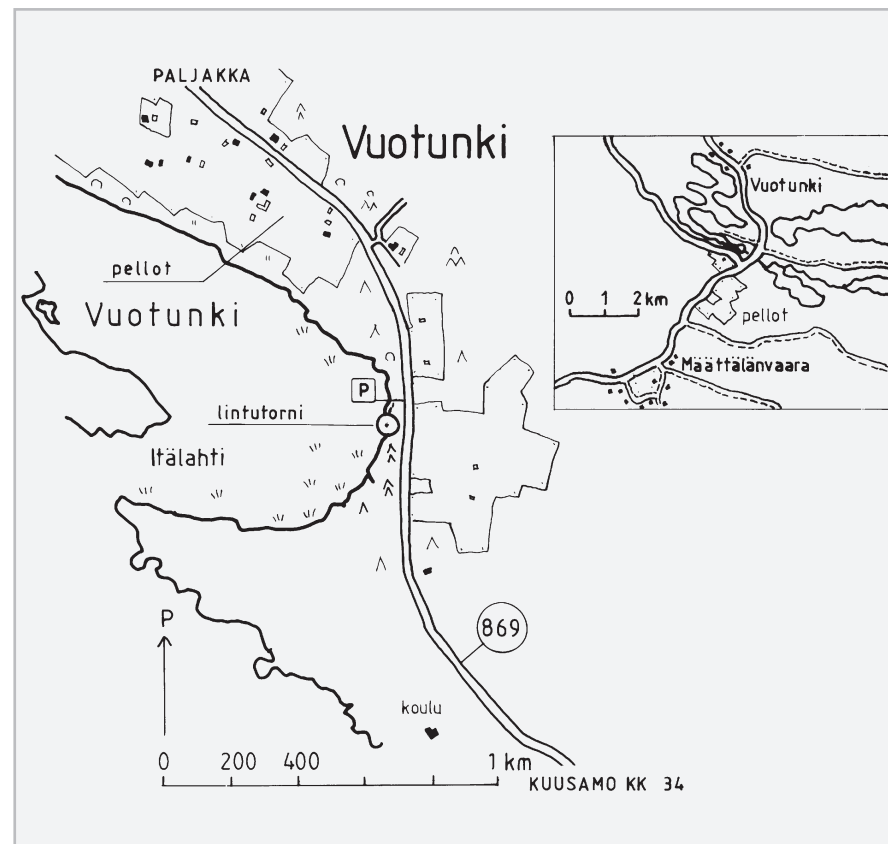 PALJAKKA
Vuotunki
pellot
Vuotunki
P
lintutorni
Itälahti
869
P
koulu
0 200 400 1 km
KUUSAMO KK 34
Vuotunki
0 1 2 km
pellot
Määttälänvaara